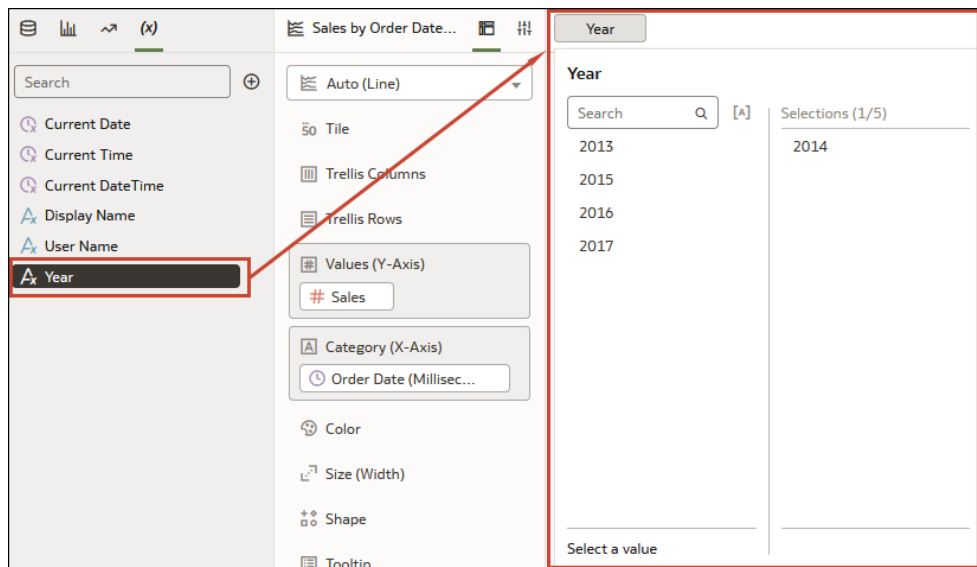 (x)
Search
Current Date
Current Time
Current DateTime
Display Name
User Name
Year
Sales by Order Date...
Auto (Line)
50 Tile
Trellis Columns
Trellis Rows
Values (Y-Axis)
# Sales
Category (X-Axis)
Order Date (Millisec...
Color
Size (Width)
Shape
Tooltip
Year
Year
Search
[A]
2013
2015
2016
2017
Select a value
Selections (1/5)
2014